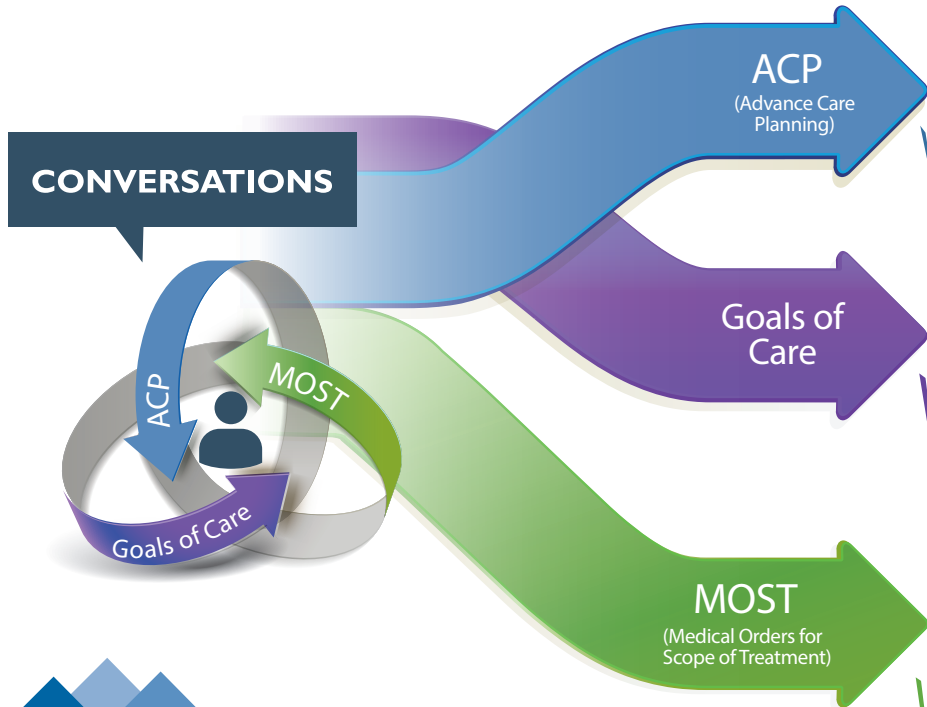 CONVERSATIONS
ACP
(Advance Care
Planning)
Goals of
Care
MOST
(Medical Orders for
Scope of Treatment)
ACP
MOST
Goals of Care